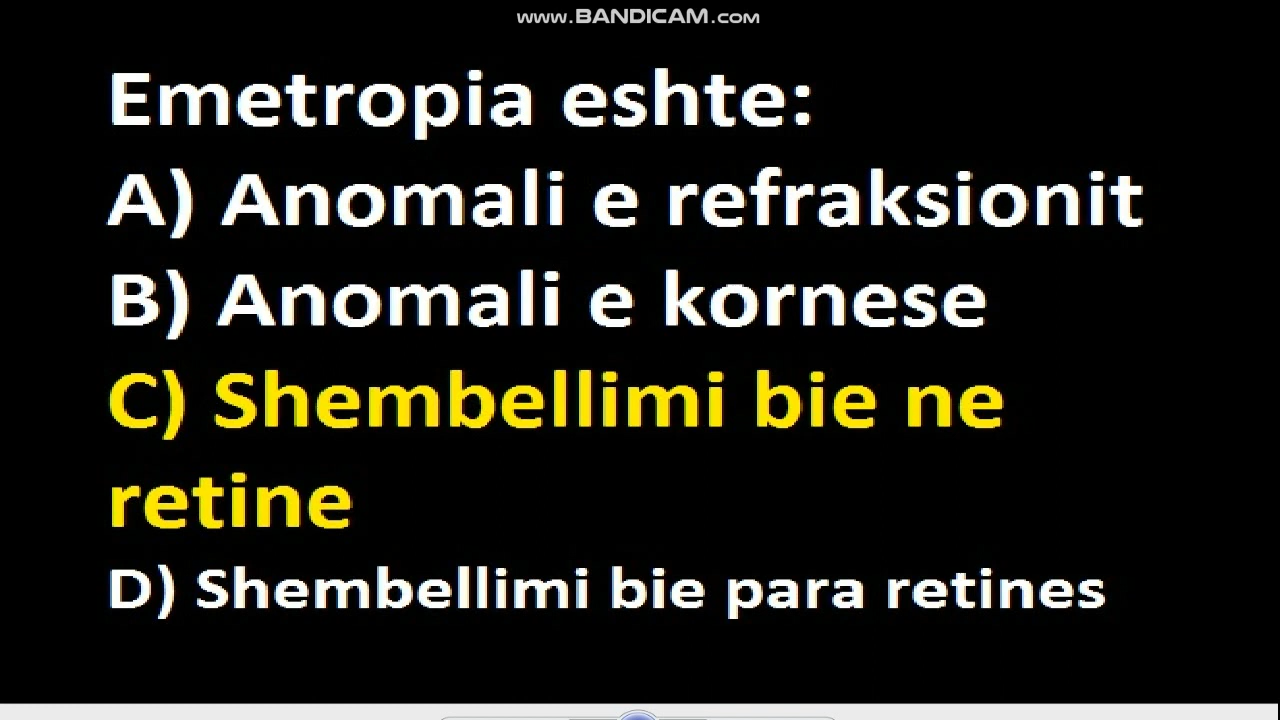 www.BANDICAM.com
Emetropia eshte:
A) Anomali e refraksionit
B) Anomali e kornese
C) Shembellimi bie ne
retine
D) Shembellimi bie para retines